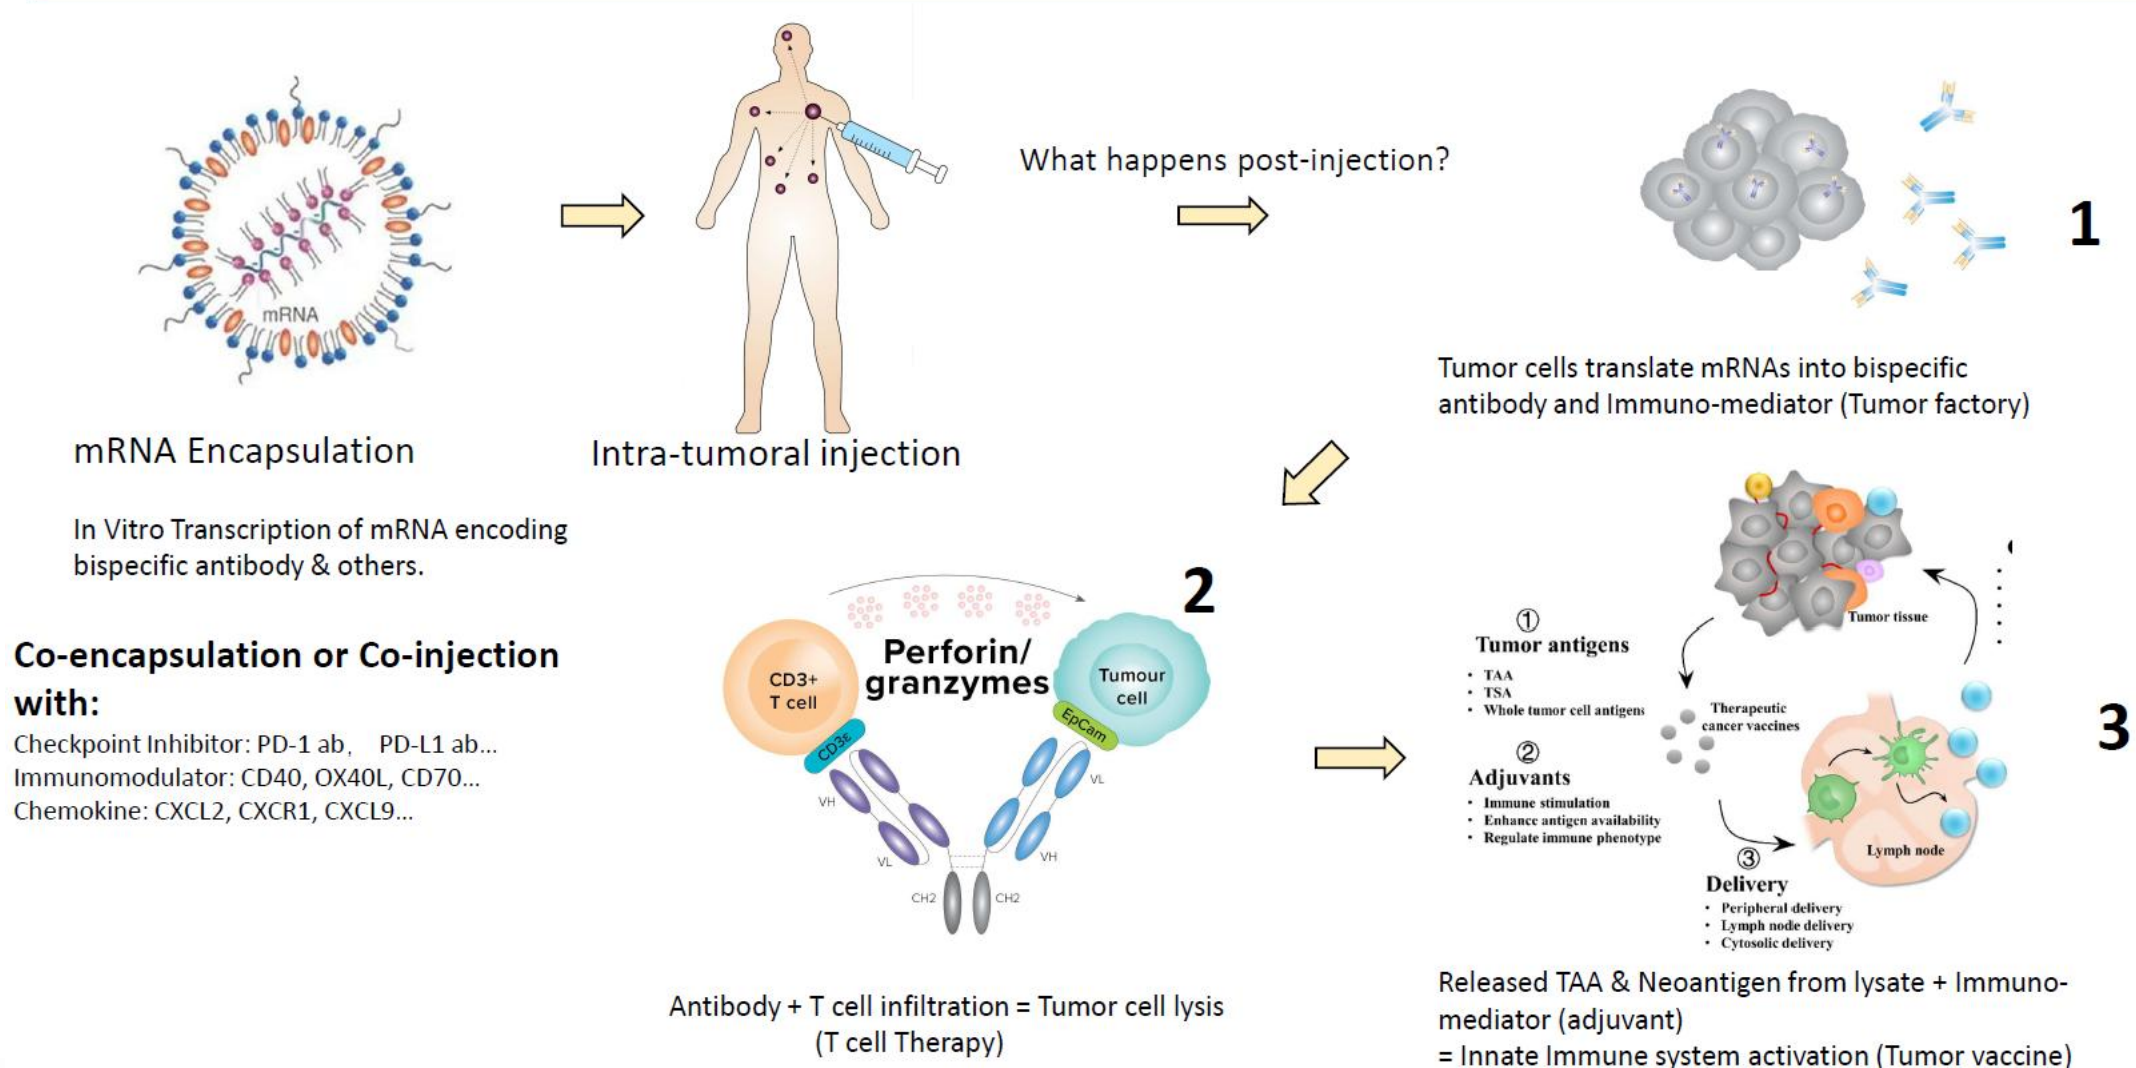 mRNA
mRNA Encapsulation
In Vitro Transcription of mRNA encoding
bispecific antibody & others.
Co-encapsulation or Co-injection
with:
Checkpoint Inhibitor: PD-1 ab, PD-L1 ab...
Immunomodulator: CD40, OX40L, CD70...
Chemokine: CXCL2, CXCR1, CXCL9...
Intra-tumoral injection
What happens post-injection?
1
Tumor cells translate mRNAs into bispecific
antibody and Immuno-mediator (Tumor factory)
2
Perforin/
granzymes
CD3+
T cell
Tumour
cell
CD3ε
EpCam
VH
VL
VL
VH
CH2
CH2
Antibody + T cell infiltration = Tumor cell lysis
(T cell Therapy)
3
Tumor tissue
①
Tumor antigens
• TAA
• TSA
• Whole tumor cell antigens
Therapeutic
cancer vaccines
②
Adjuvants
• Immune stimulation
• Enhance antigen availability
• Regulate immune phenotype
Lymph node
③
Delivery
• Peripheral delivery
• Lymph node delivery
• Cytosolic delivery
Released TAA & Neoantigen from lysate + Immuno-
mediator (adjuvant)
= Innate Immune system activation (Tumor vaccine)